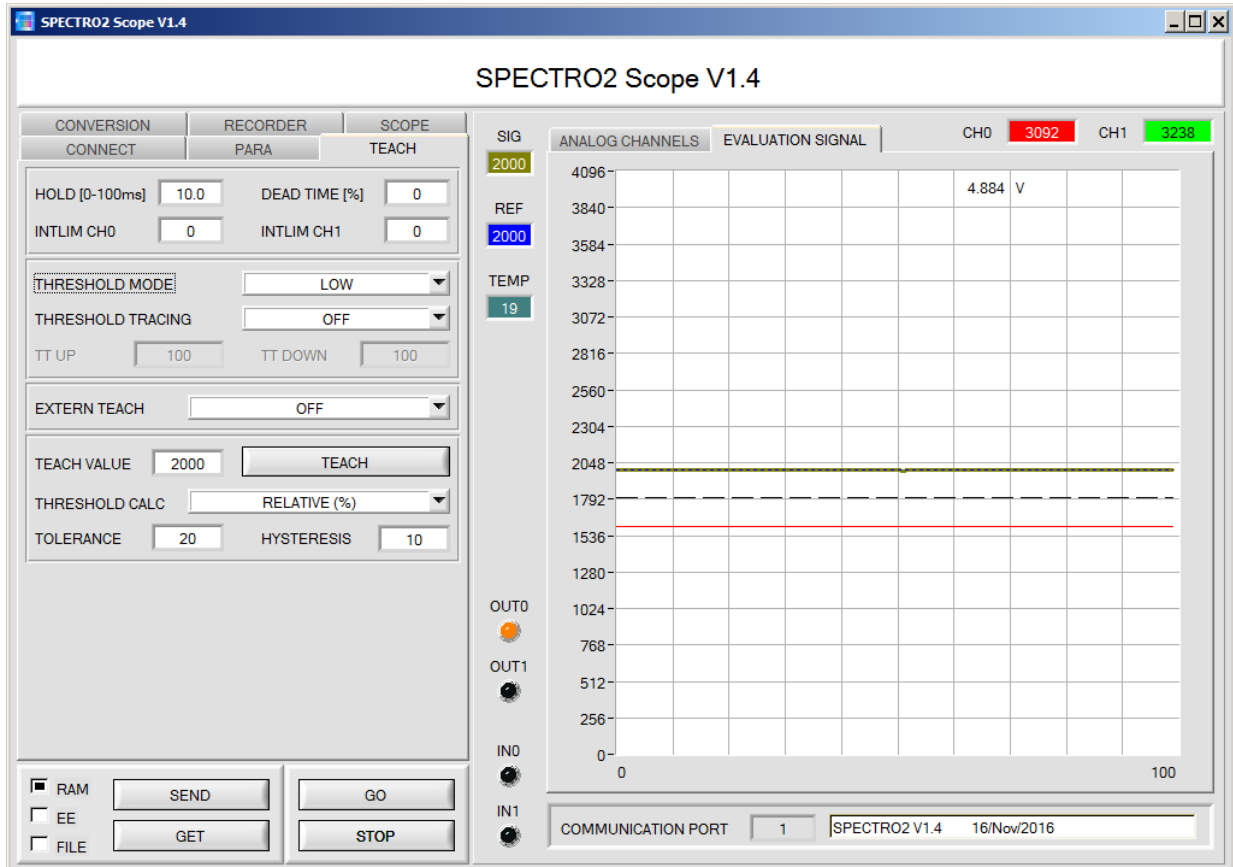 SPECTRO2 Scope V1.4
SPECTRO2 Scope V1.4
CONVERSION RECORDER SCOPE
CONNECT PARA TEACH
HOLD [0-100ms] 10.0 DEAD TIME [%] 0
INTLIM CH0 0 INTLIM CH1 0
THRESHOLD MODE LOW
THRESHOLD TRACING OFF
TT UP 100 TT DOWN 100
EXTERN TEACH OFF
TEACH VALUE 2000 TEACH
THRESHOLD CALC RELATIVE (%)
TOLERANCE 20 HYSTERESIS 10
RAM SEND GO
EE
FILE GET STOP
SIG
2000
REF
2000
TEMP
19
OUT0
OUT1
IN0
IN1
ANALOG CHANNELS EVALUATION SIGNAL CH0 3092 CH1 3238
4.884 V
4096
3840
3584
3328
3072
2816
2560
2304
2048
1792
1536
1280
1024
768
512
256
0
0 100
COMMUNICATION PORT 1 SPECTRO2 V1.4 16/Nov/2016